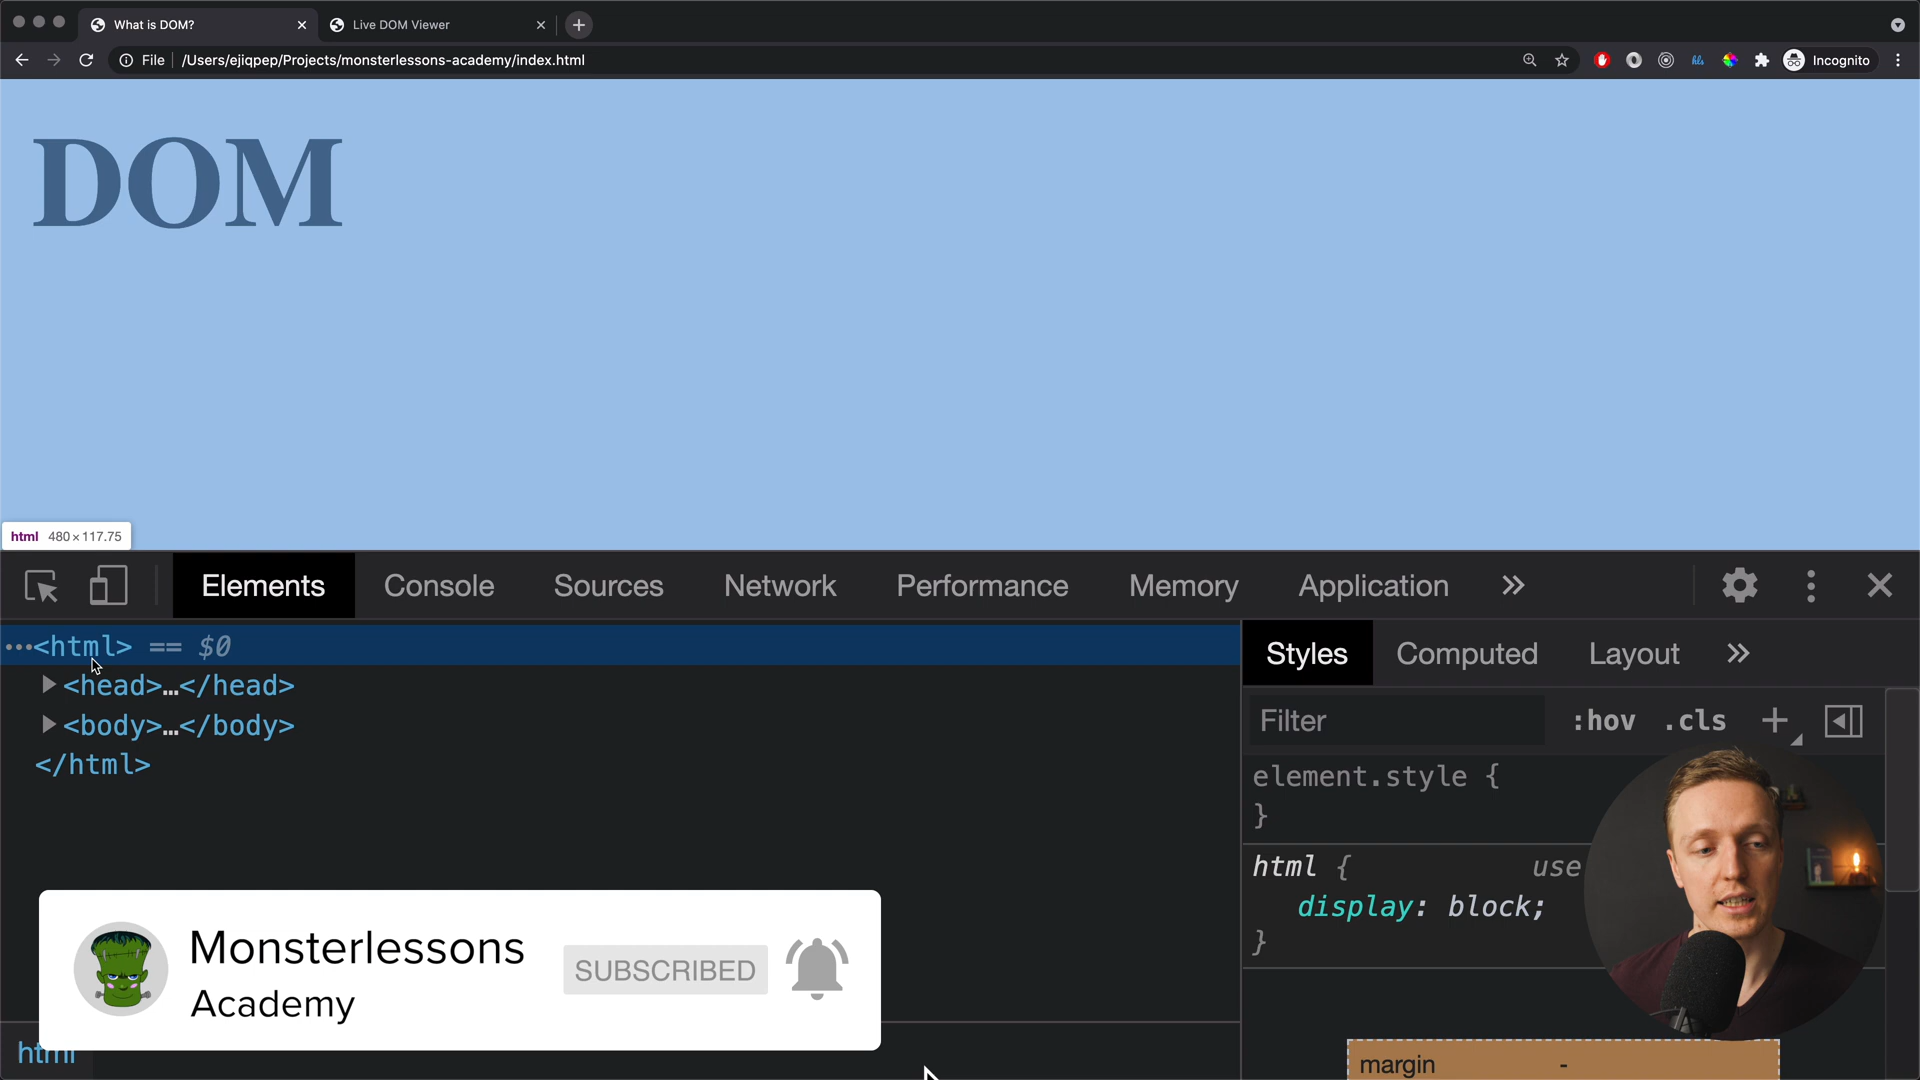 What is DOM?
Live DOM Viewer
File
/Users/ejiqpep/Projects/monsterlessons-academy/index.html
hls
Incognito
DOM
html 480 × 117.75
Elements
Console
Sources
Network
Performance
Memory
Application
<html> == $0
<head>…</head>
<body>…</body>
</html>
Styles
Computed
Layout
Filter
:hov
.cls
element.style {
}
html {
use
display: block;
}
Monsterlessons
Academy
SUBSCRIBED
html
margin
-